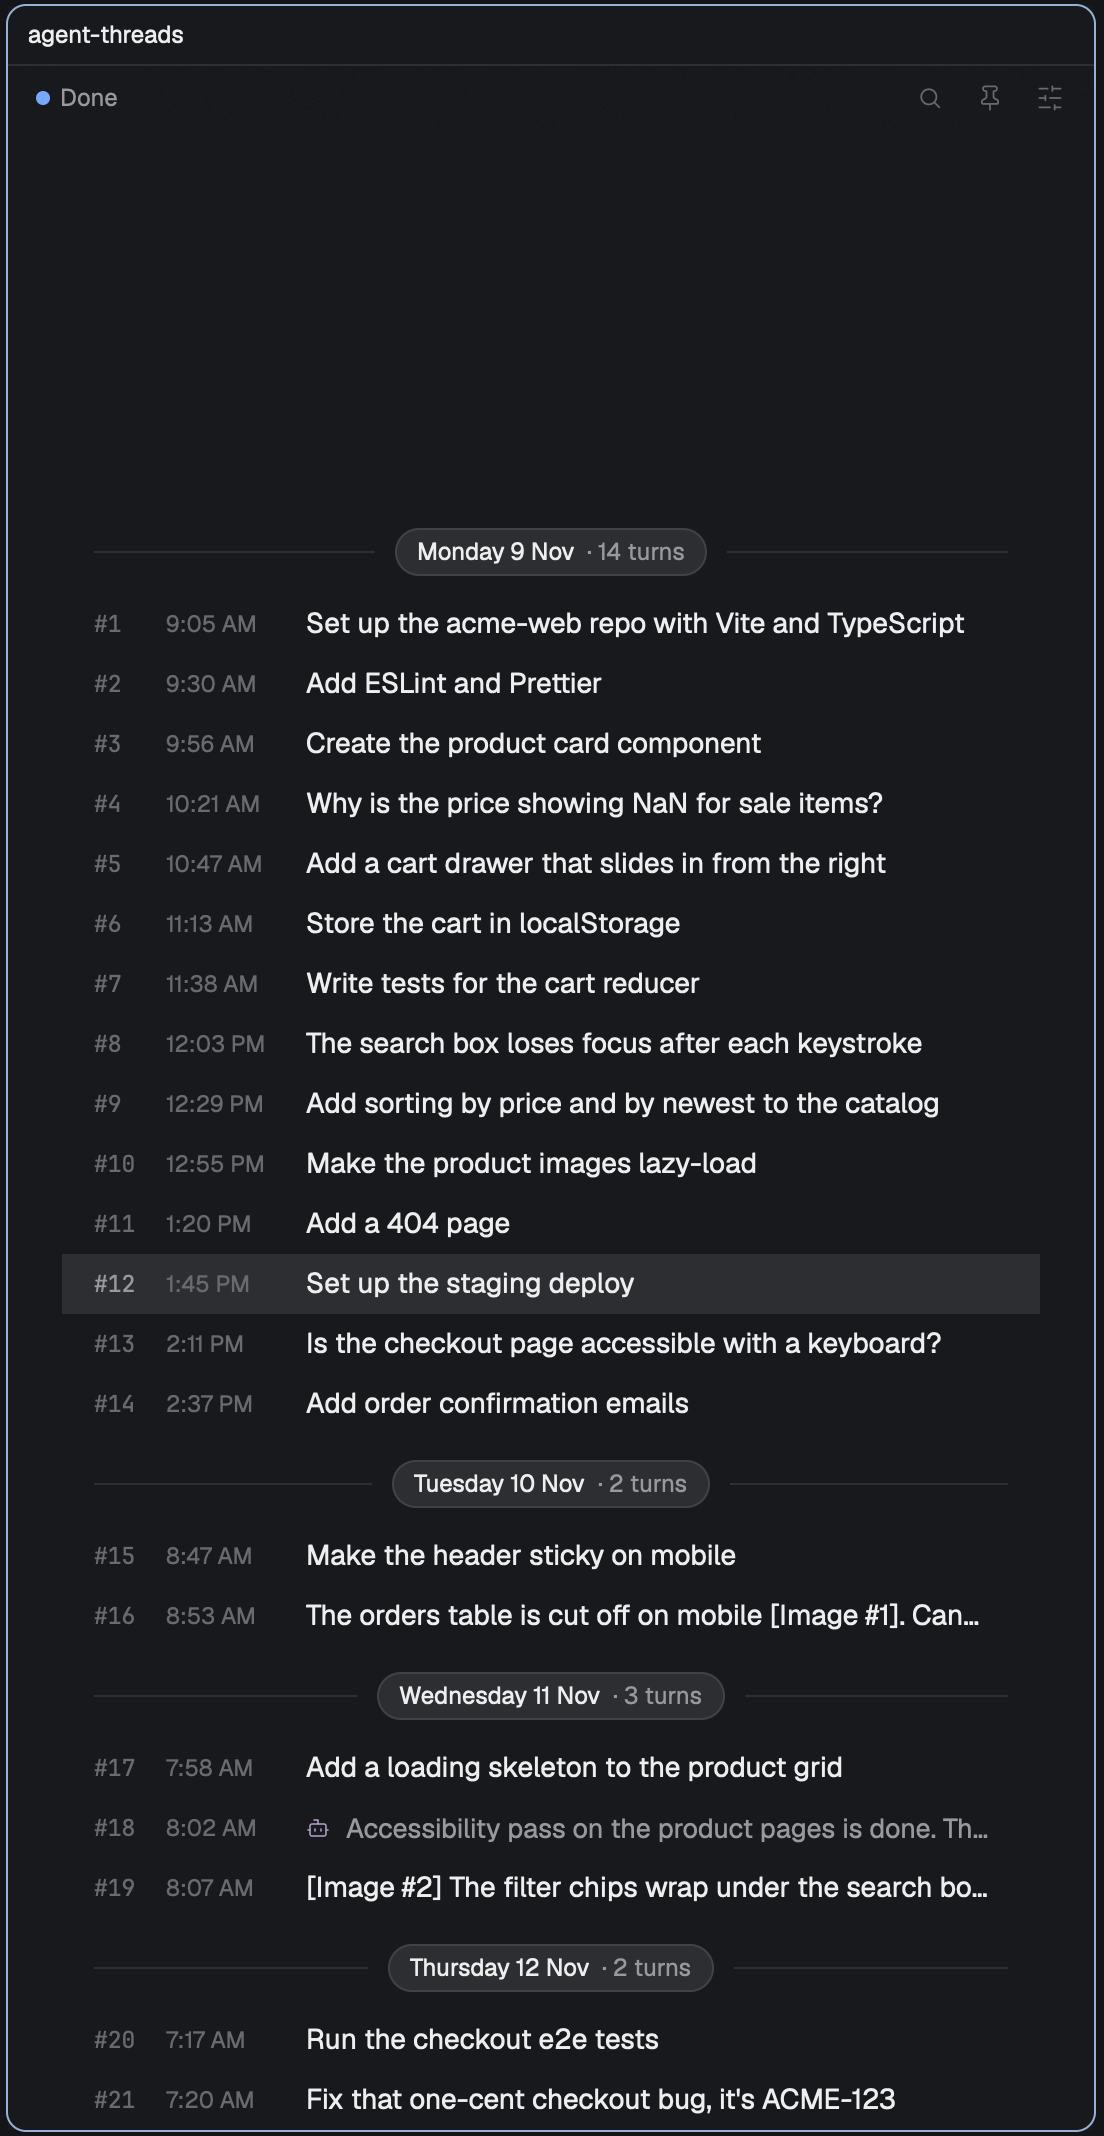 agent-threads
Done
Monday 9 Nov · 14 turns
#1 9:05 AM Set up the acme-web repo with Vite and TypeScript
#2 9:30 AM Add ESLint and Prettier
#3 9:56 AM Create the product card component
#4 10:21 AM Why is the price showing NaN for sale items?
#5 10:47 AM Add a cart drawer that slides in from the right
#6 11:13 AM Store the cart in localStorage
#7 11:38 AM Write tests for the cart reducer
#8 12:03 PM The search box loses focus after each keystroke
#9 12:29 PM Add sorting by price and by newest to the catalog
#10 12:55 PM Make the product images lazy-load
#11 1:20 PM Add a 404 page
#12 1:45 PM Set up the staging deploy
#13 2:11 PM Is the checkout page accessible with a keyboard?
#14 2:37 PM Add order confirmation emails
Tuesday 10 Nov · 2 turns
#15 8:47 AM Make the header sticky on mobile
#16 8:53 AM The orders table is cut off on mobile [Image #1]. Can...
Wednesday 11 Nov · 3 turns
#17 7:58 AM Add a loading skeleton to the product grid
#18 8:02 AM Accessibility pass on the product pages is done. Th...
#19 8:07 AM [Image #2] The filter chips wrap under the search bo...
Thursday 12 Nov · 2 turns
#20 7:17 AM Run the checkout e2e tests
#21 7:20 AM Fix that one-cent checkout bug, it's ACME-123